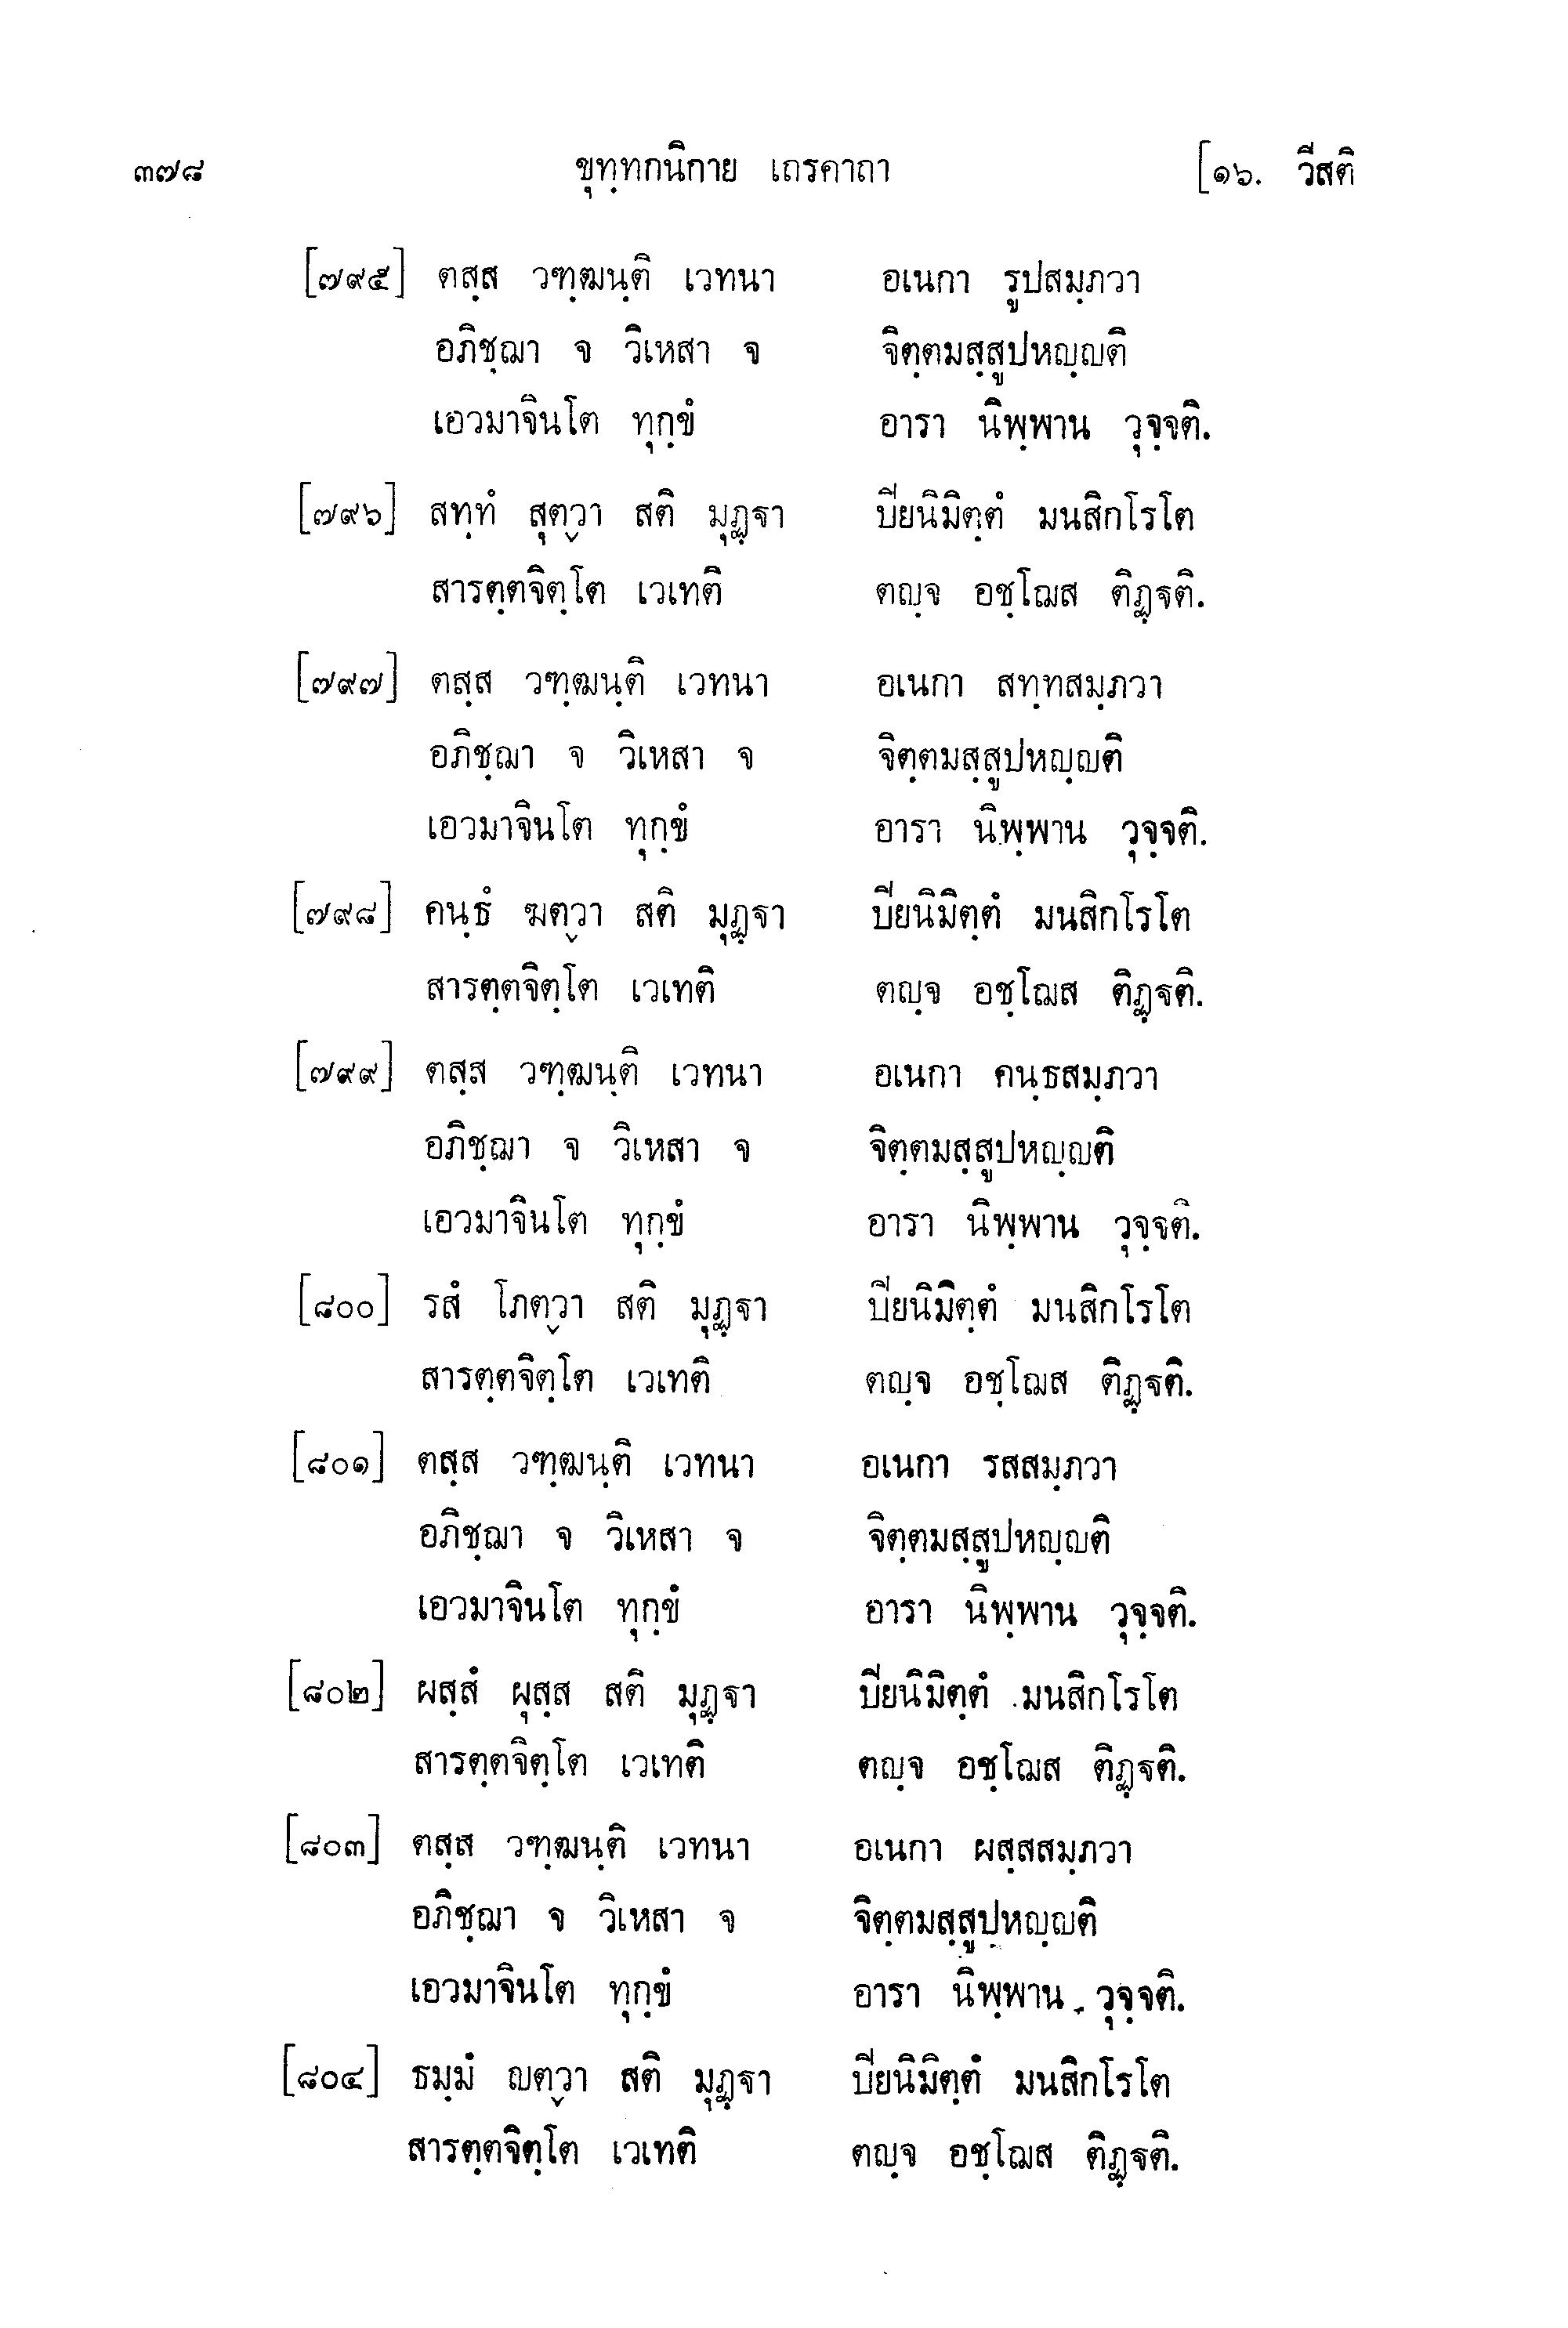 ๓๗๘ ขุทฺทกนิกาย เถรคาถา [๑๖. วีสติ
[๗๙๕] ตสฺส วฑฺฒนฺติ เวทนา อเนกา รูปสมฺภวา
อภิชฺฌา จ วิเหสา จ จิตฺตมสฺสูปหญฺญติ
เอวมาจินโต ทุกฺขํ อารา นิพฺพาน วุจฺจติ.
[๗๙๖] สทฺทํ สุตฺวา สติ มุฏฺฐา ปิยนิมิตฺตํ มนสิกโรโต
สารตฺตจิตฺโต เวเทติ ตญฺจ อชฺโฌส ติฏฺฐติ.
[๗๙๗] ตสฺส วฑฺฒนฺติ เวทนา อเนกา สทฺทสมฺภวา
อภิชฺฌา จ วิเหสา จ จิตฺตมสฺสูปหญฺญติ
เอวมาจินโต ทุกฺขํ อารา นิพฺพาน วุจฺจติ.
[๗๙๘] คนฺธํ ฆตฺวา สติ มุฏฺฐา ปิยนิมิตฺตํ มนสิกโรโต
สารตฺตจิตฺโต เวเทติ ตญฺจ อชฺโฌส ติฏฺฐติ.
[๗๙๙] ตสฺส วฑฺฒนฺติ เวทนา อเนกา คนฺธสมฺภวา
อภิชฺฌา จ วิเหสา จ จิตฺตมสฺสูปหญฺญติ
เอวมาจินโต ทุกฺขํ อารา นิพฺพาน วุจฺจติ.
[๘๐๐] รสํ โภตฺวา สติ มุฏฺฐา ปิยนิมิตฺตํ มนสิกโรโต
สารตฺตจิตฺโต เวเทติ ตญฺจ อชฺโฌส ติฏฺฐติ.
[๘๐๑] ตสฺส วฑฺฒนฺติ เวทนา อเนกา รสสมฺภวา
อภิชฺฌา จ วิเหสา จ จิตฺตมสฺสูปหญฺญติ
เอวมาจินโต ทุกฺขํ อารา นิพฺพาน วุจฺจติ.
[๘๐๒] ผสฺสํ ผุสฺส สติ มุฏฺฐา ปิยนิมิตฺตํ มนสิกโรโต
สารตฺตจิตฺโต เวเทติ ตญฺจ อชฺโฌส ติฏฺฐติ.
[๘๐๓] ตสฺส วฑฺฒนฺติ เวทนา อเนกา ผสฺสสมฺภวา
อภิชฺฌา จ วิเหสา จ จิตฺตมสฺสูปหญฺญติ
เอวมาจินโต ทุกฺขํ อารา นิพฺพาน วุจฺจติ.
[๘๐๔] ธมฺมํ ญตฺวา สติ มุฏฺฐา ปิยนิมิตฺตํ มนสิกโรโต
สารตฺตจิตฺโต เวเทติ ตญฺจ อชฺโฌส ติฏฺฐติ.